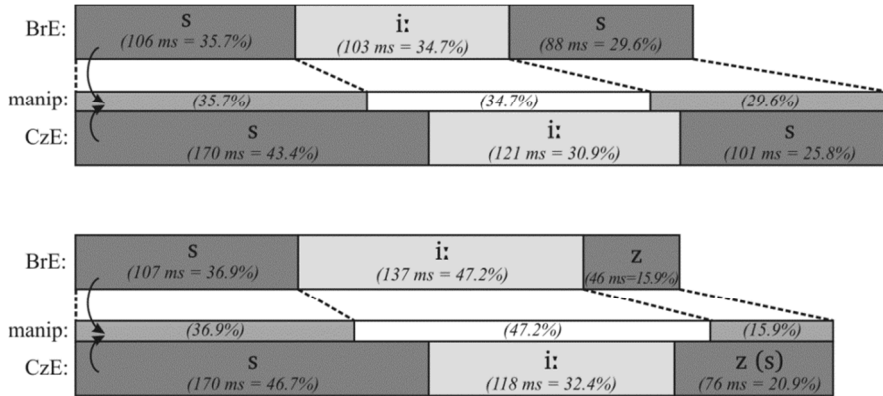 BrE:
s
iː
s
(106 ms = 35.7%)
(103 ms = 34.7%)
(88 ms = 29.6%)
manip:
(35.7%)
(34.7%)
(29.6%)
CzE:
s
iː
s
(170 ms = 43.4%)
(121 ms = 30.9%)
(101 ms = 25.8%)
BrE:
s
iː
z
(107 ms = 36.9%)
(137 ms = 47.2%)
(46 ms=15.9%)
manip:
(36.9%)
(47.2%)
(15.9%)
CzE:
s
iː
z (s)
(170 ms = 46.7%)
(118 ms = 32.4%)
(76 ms = 20.9%)